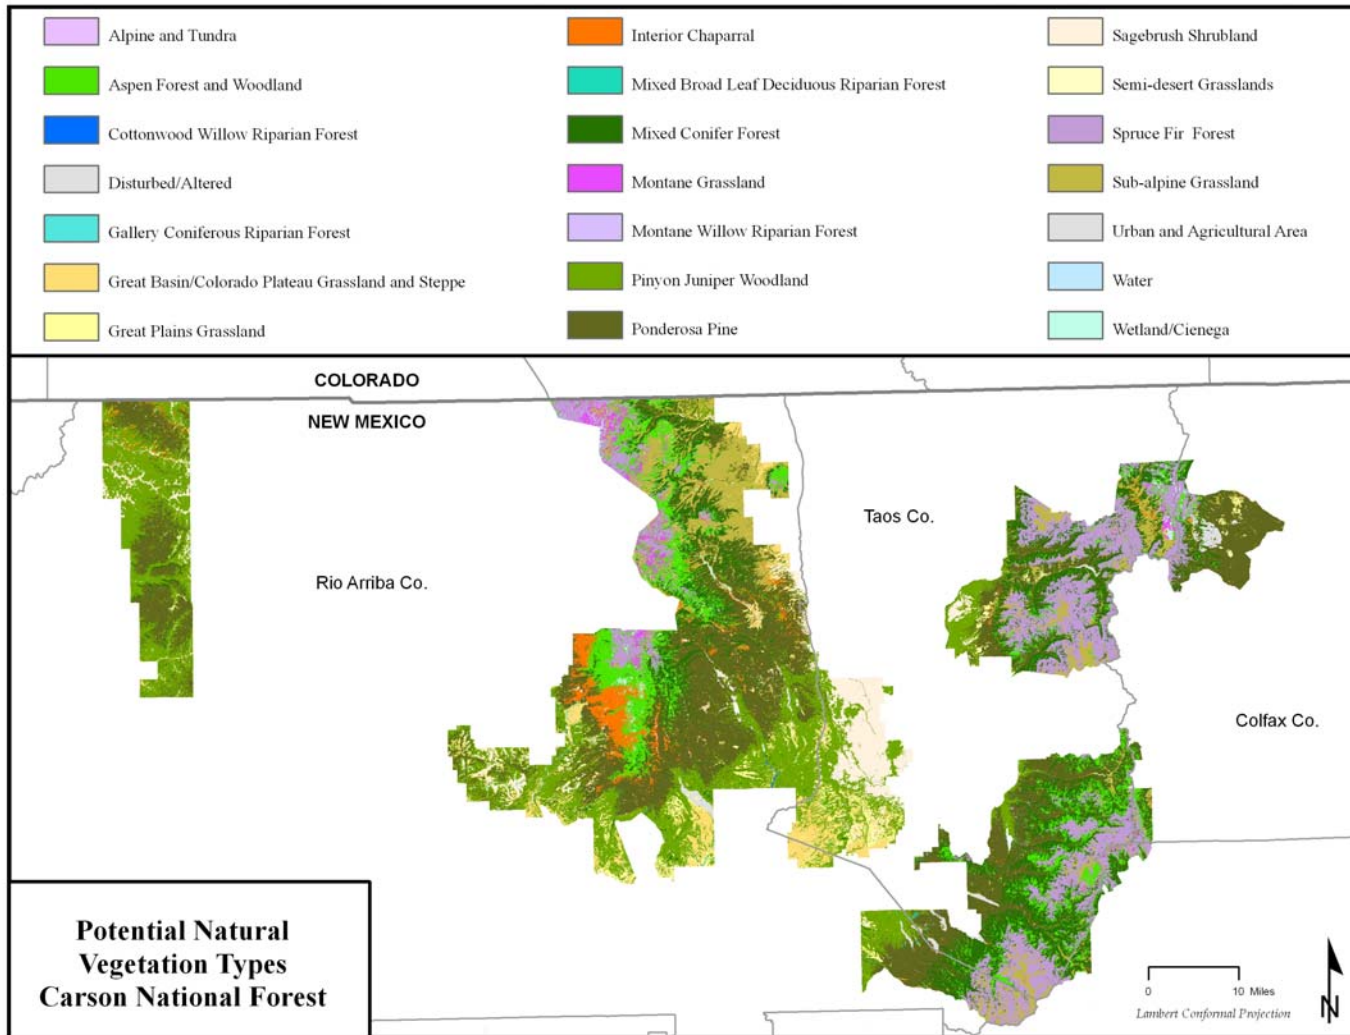 Alpine and Tundra
Aspen Forest and Woodland
Cottonwood Willow Riparian Forest
Disturbed/Altered
Gallery Coniferous Riparian Forest
Great Basin/Colorado Plateau Grassland and Steppe
Great Plains Grassland
Interior Chaparral
Mixed Broad Leaf Deciduous Riparian Forest
Mixed Conifer Forest
Montane Grassland
Montane Willow Riparian Forest
Pinyon Juniper Woodland
Ponderosa Pine
Sagebrush Shrubland
Semi-desert Grasslands
Spruce Fir Forest
Sub-alpine Grassland
Urban and Agricultural Area
Water
Wetland/Cienega
COLORADO
NEW MEXICO
Taos Co.
Rio Arriba Co.
Colfax Co.
Potential Natural
Vegetation Types
Carson National Forest
0 10 Miles
Lambert Conformal Projection
N